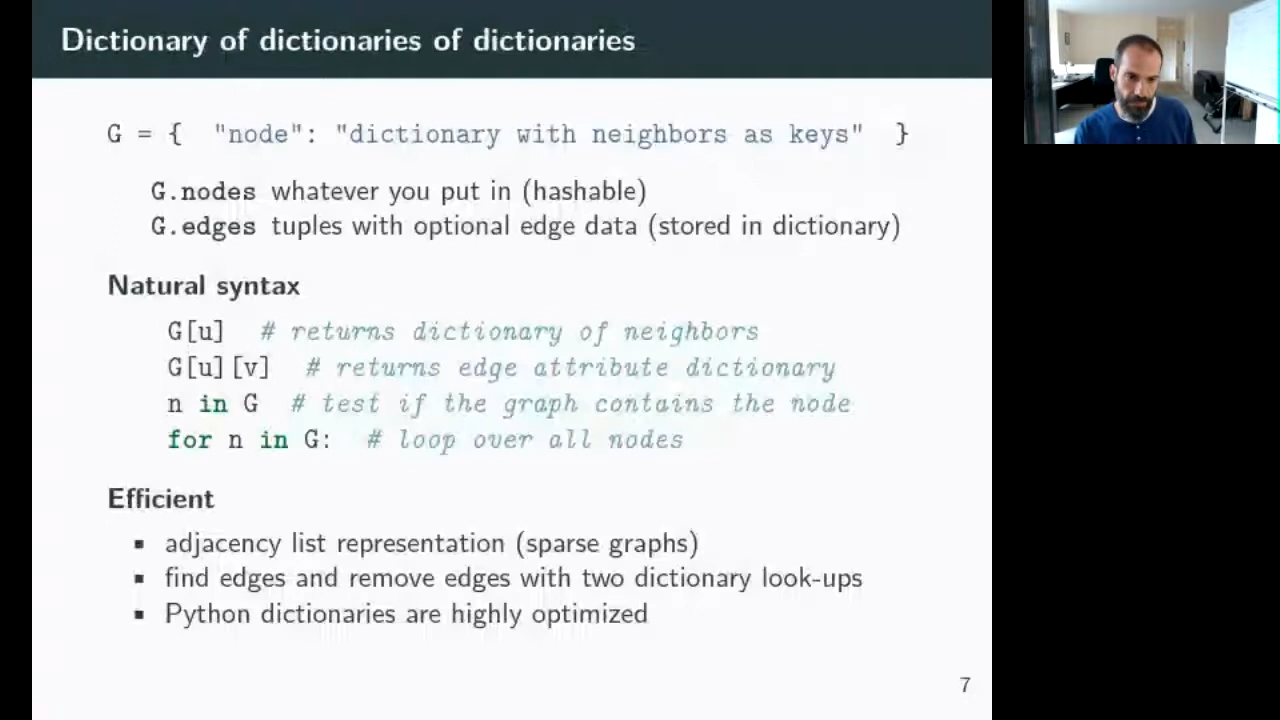 Dictionary of dictionaries of dictionaries
G = { "node": "dictionary with neighbors as keys" }
G.nodes whatever you put in (hashable)
G.edges tuples with optional edge data (stored in dictionary)
Natural syntax
G[u] # returns dictionary of neighbors
G[u][v] # returns edge attribute dictionary
n in G # test if the graph contains the node
for n in G: # loop over all nodes
Efficient
▪ adjacency list representation (sparse graphs)
▪ find edges and remove edges with two dictionary look-ups
▪ Python dictionaries are highly optimized
7